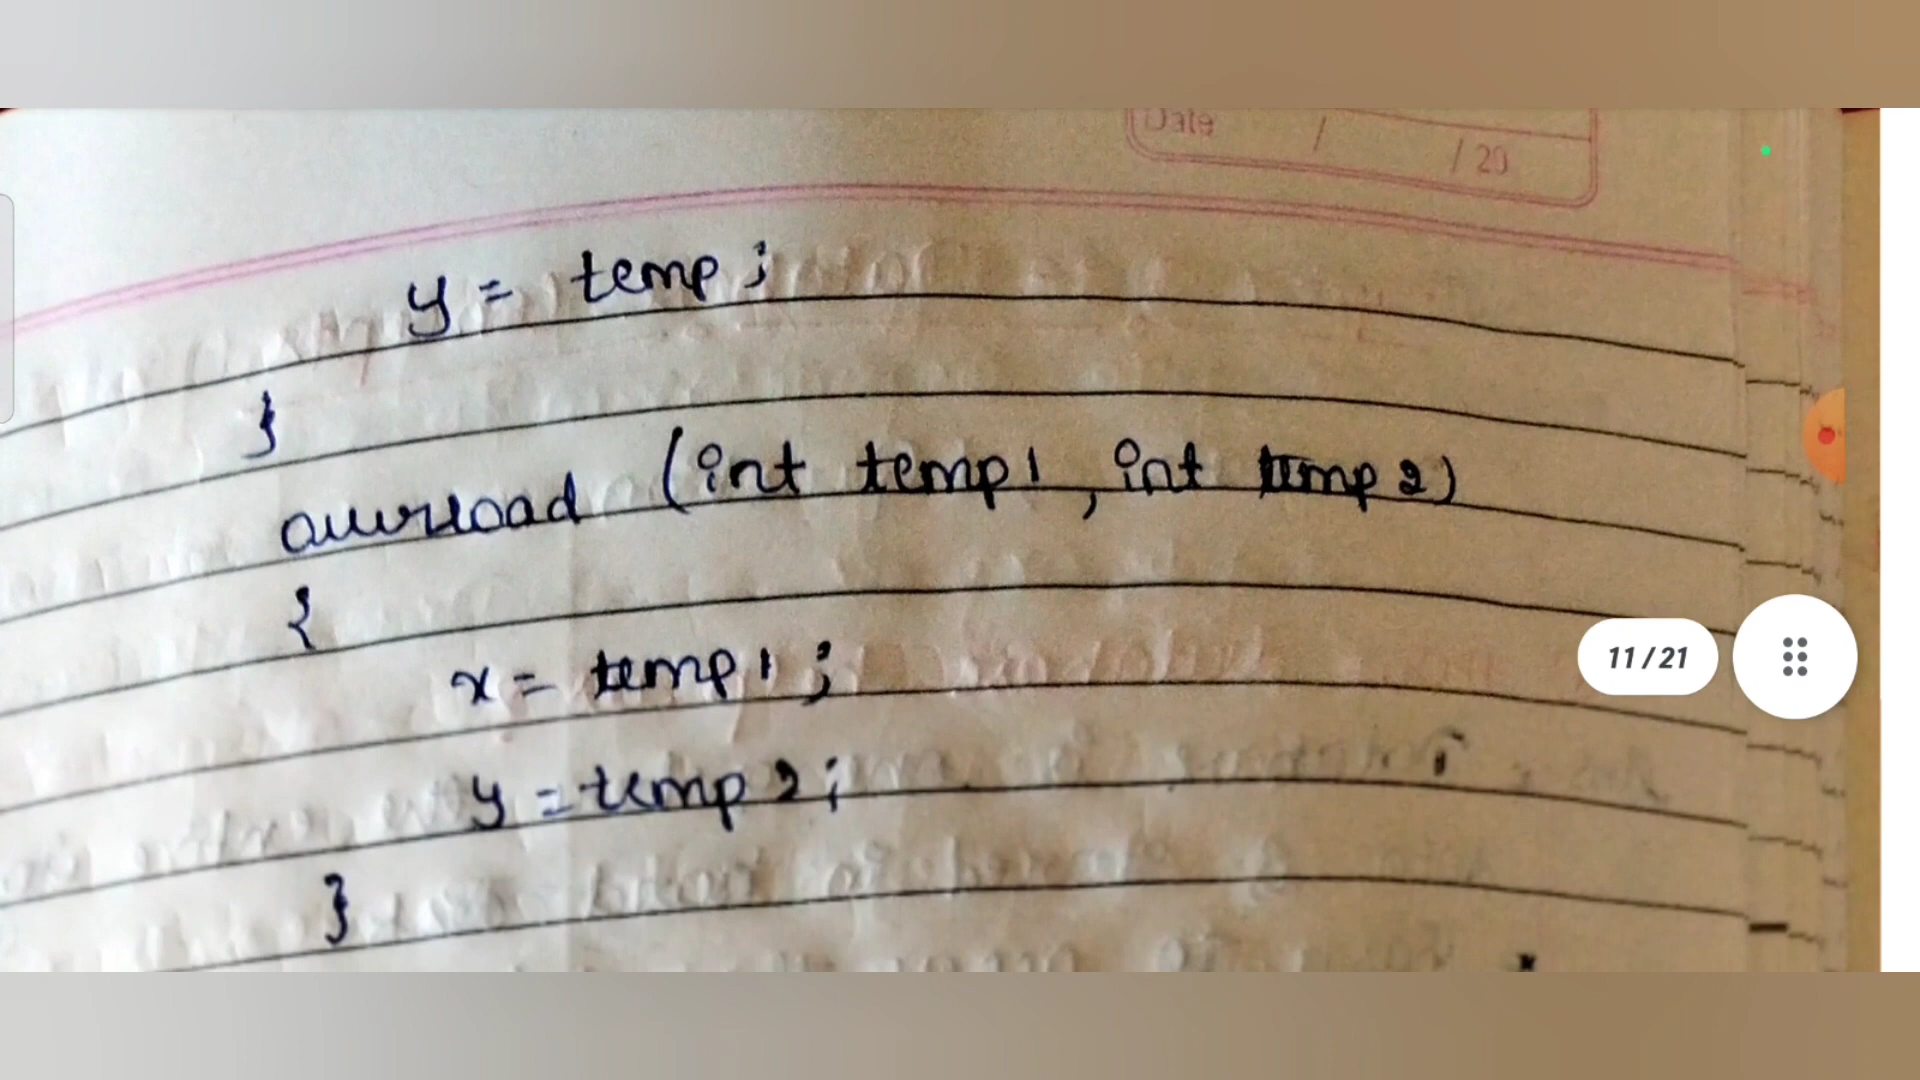 Date / / 20
y = temp ;
}
overload (int temp1, int temp2)
{
x = temp1 ;
11/21
y = temp2 ;
}